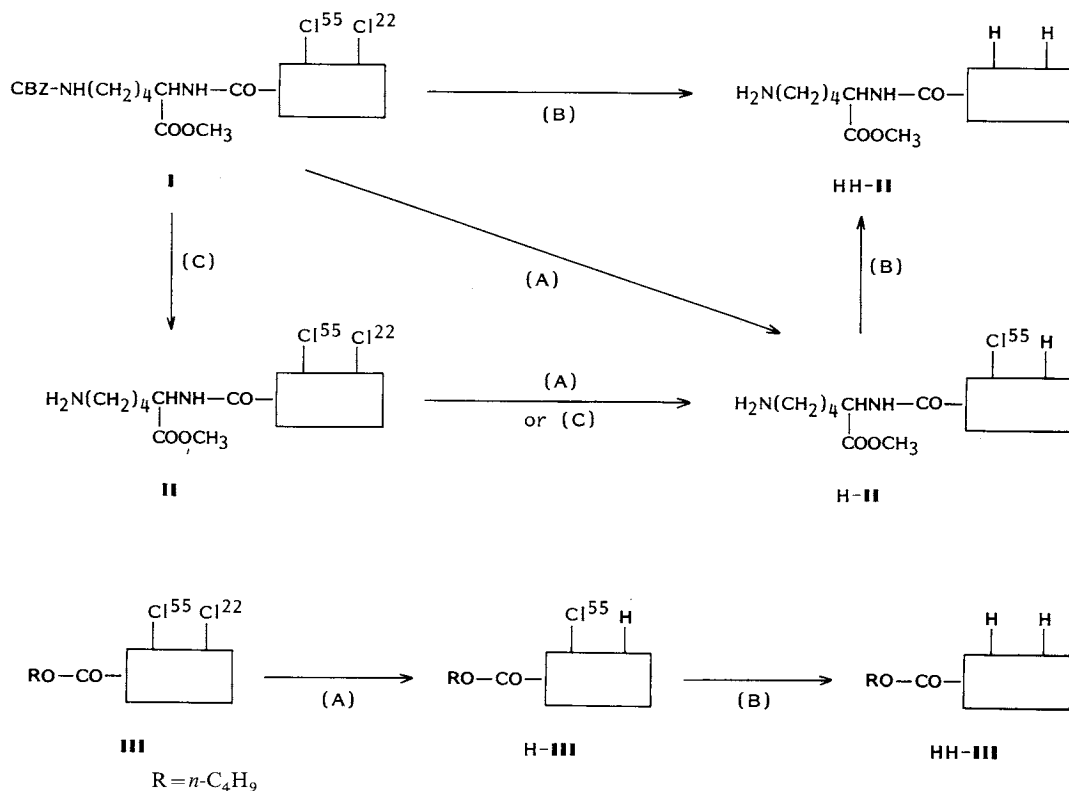 Cl⁵⁵ Cl²²
CBZ-NH(CH₂)₄CHNH-CO-
COOCH₃
I
(B)
H H
H₂N(CH₂)₄CHNH-CO-
COOCH₃
HH-II
(C)
(A)
(B)
Cl⁵⁵ Cl²²
H₂N(CH₂)₄CHNH-CO-
COOCH₃
II
(A)
or (C)
Cl⁵⁵ H
H₂N(CH₂)₄CHNH-CO-
COOCH₃
H-II
Cl⁵⁵ Cl²²
RO-CO-
III
R=n-C₄H₉
(A)
Cl⁵⁵ H
RO-CO-
H-III
(B)
H H
RO-CO-
HH-III